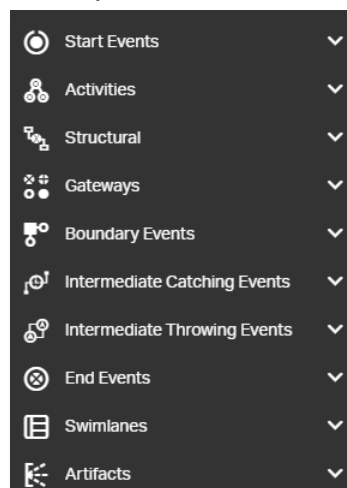 Start Events
Activities
Structural
Gateways
Boundary Events
Intermediate Catching Events
Intermediate Throwing Events
End Events
Swimlanes
Artifacts